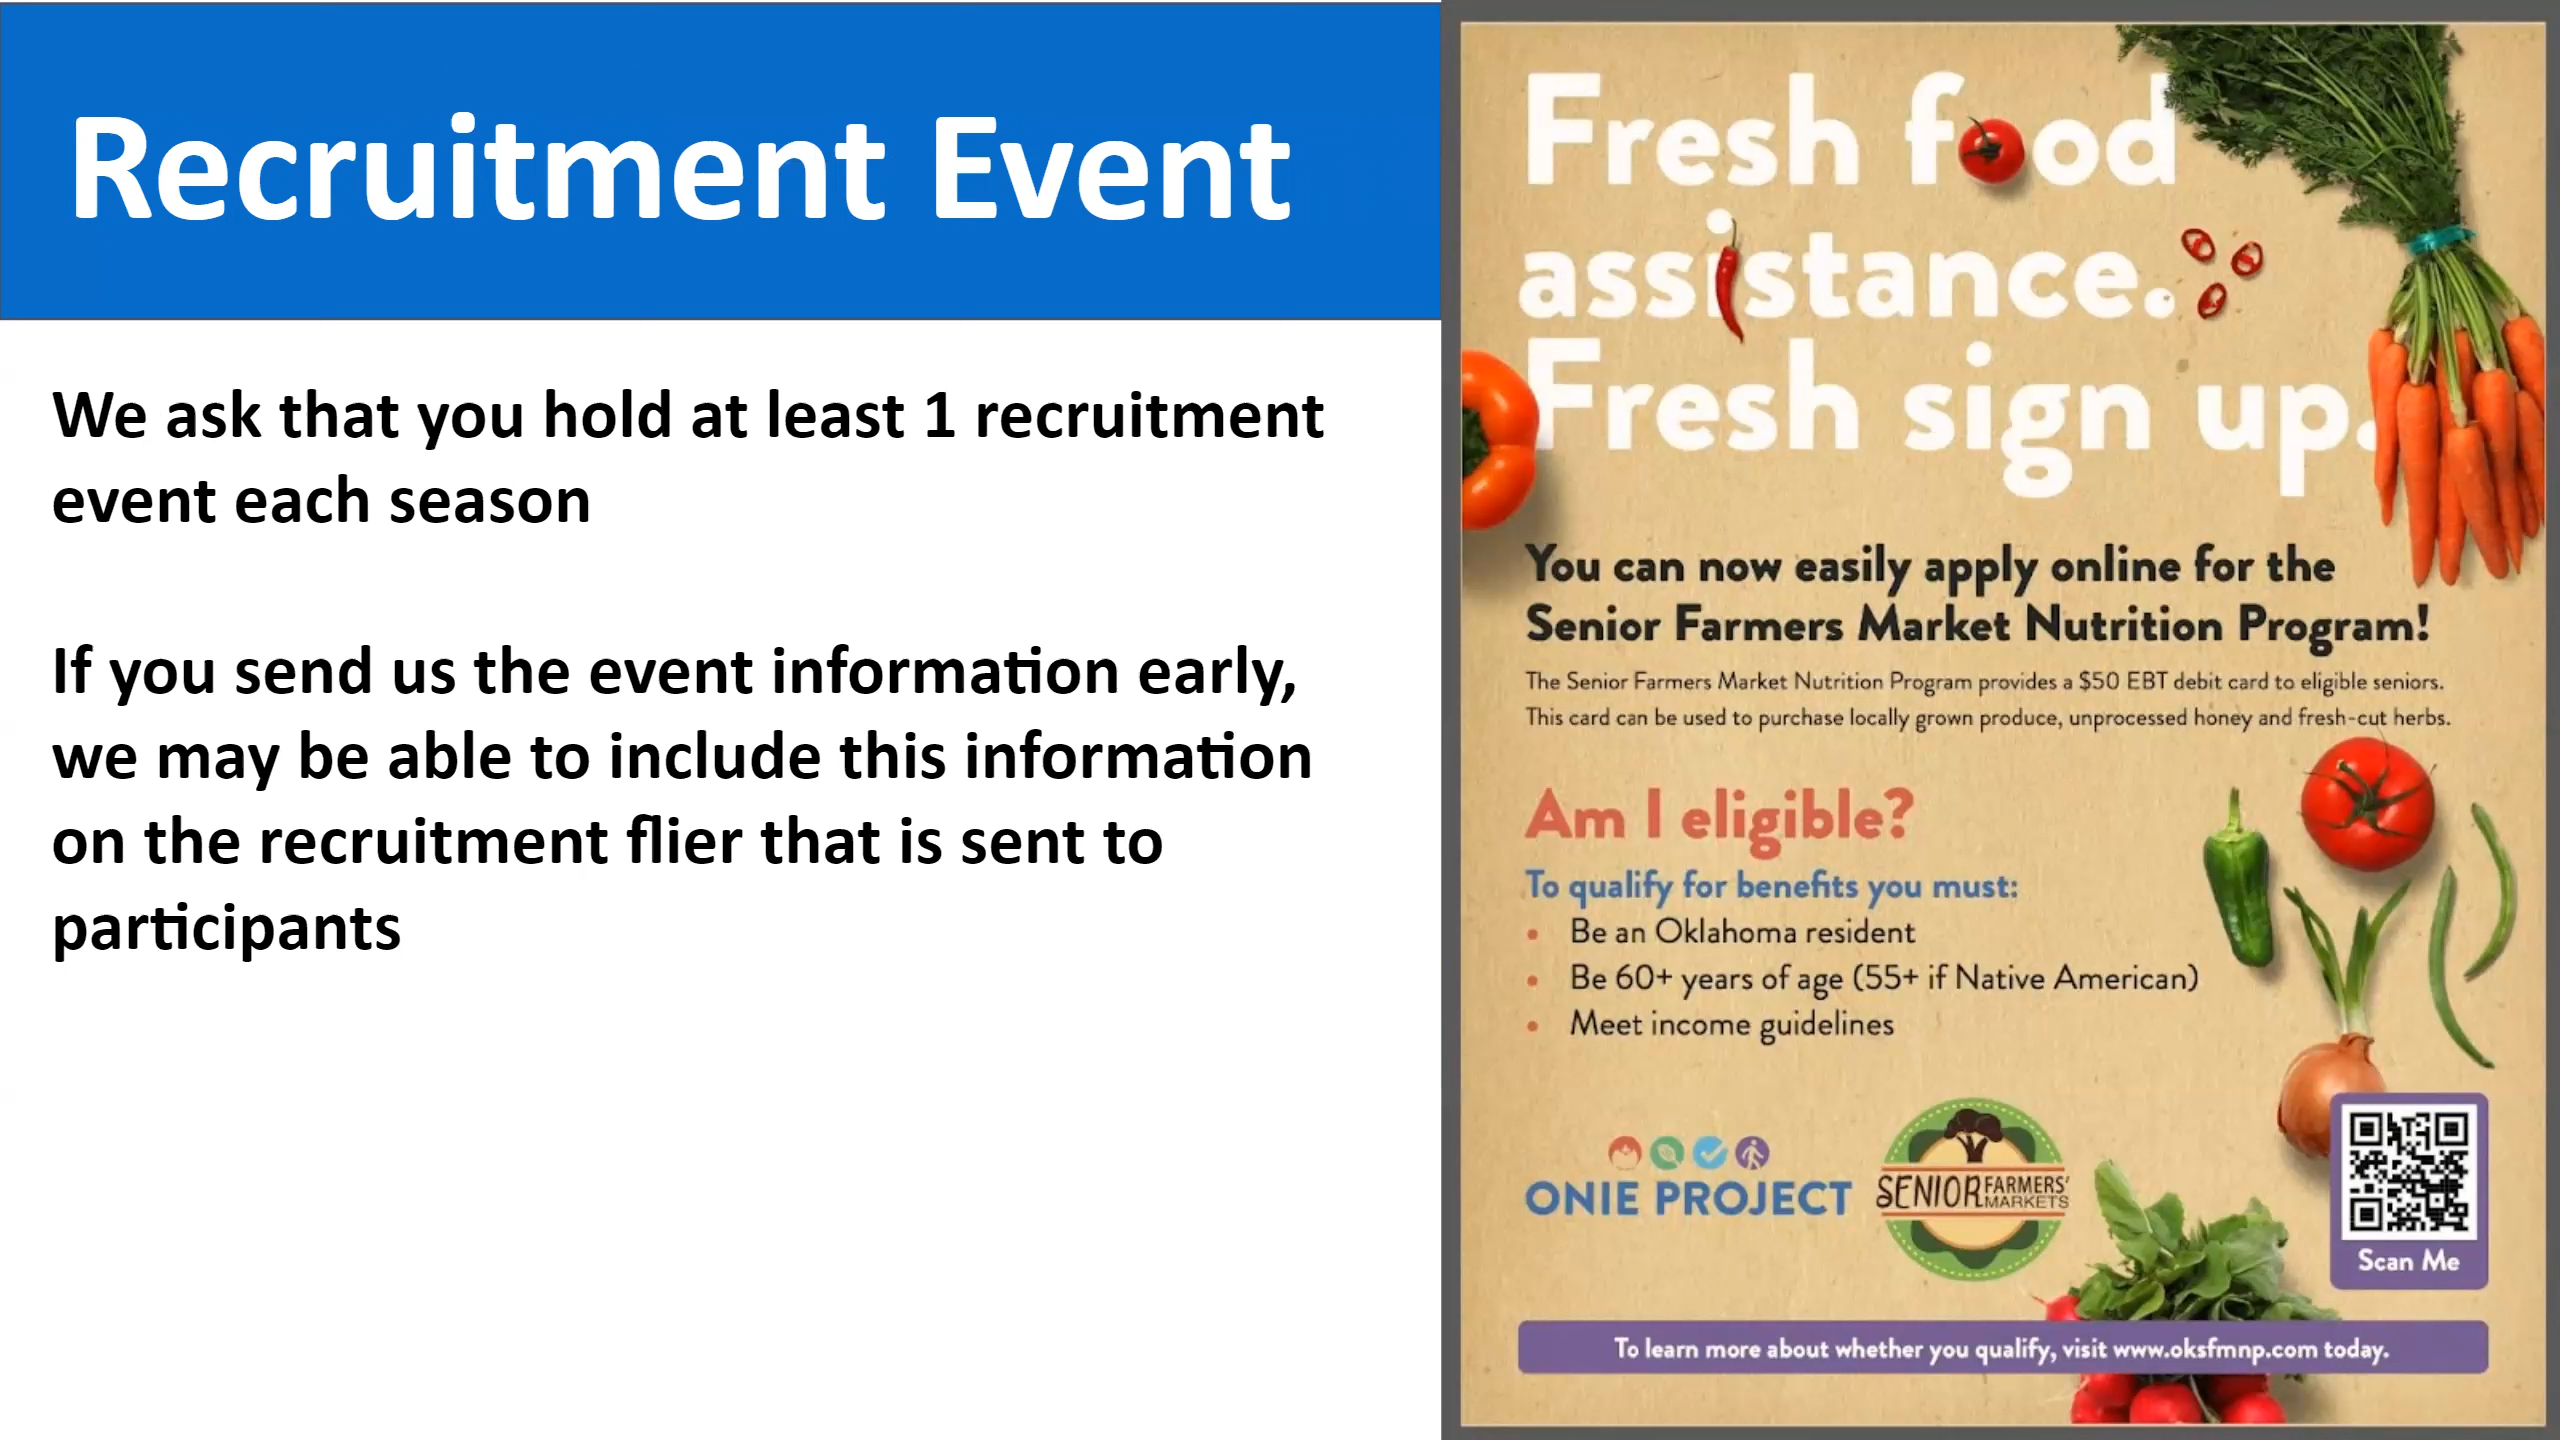 Recruitment Event
We ask that you hold at least 1 recruitment
event each season
If you send us the event information early,
we may be able to include this information
on the recruitment flier that is sent to
participants
Fresh food
assistance.
Fresh sign up.
You can now easily apply online for the
Senior Farmers Market Nutrition Program!
The Senior Farmers Market Nutrition Program provides a $50 EBT debit card to eligible seniors.
This card can be used to purchase locally grown produce, unprocessed honey and fresh-cut herbs.
Am I eligible?
To qualify for benefits you must:
• Be an Oklahoma resident
• Be 60+ years of age (55+ if Native American)
• Meet income guidelines
ONIE PROJECT
SENIOR FARMERS' MARKETS
Scan Me
To learn more about whether you qualify, visit www.oksfmnp.com today.